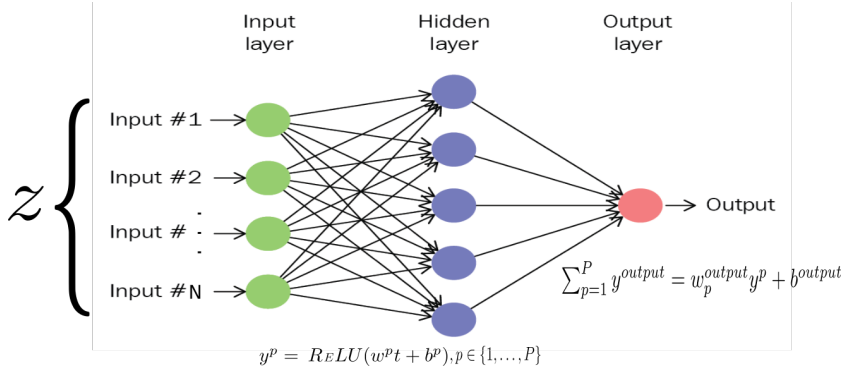 Input layer
Hidden layer
Output layer
z
Input #1
Input #2
Input # ⋮
Input #N
Output
∑_{p=1}^{P} y^{output} = w_p^{output} y^p + b^{output}
y^p = RELU(w^p t + b^p), p ∈ {1, ..., P}